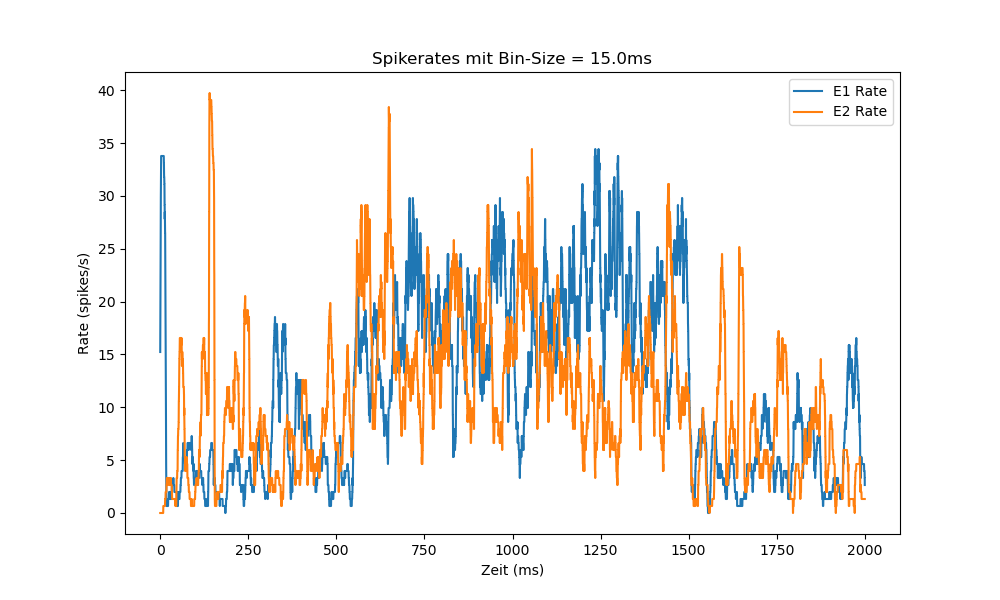 Spikerates mit Bin-Size = 15.0ms
E1 Rate
E2 Rate
Rate (spikes/s)
40
35
30
25
20
15
10
5
0
0 250 500 750 1000 1250 1500 1750 2000
Zeit (ms)